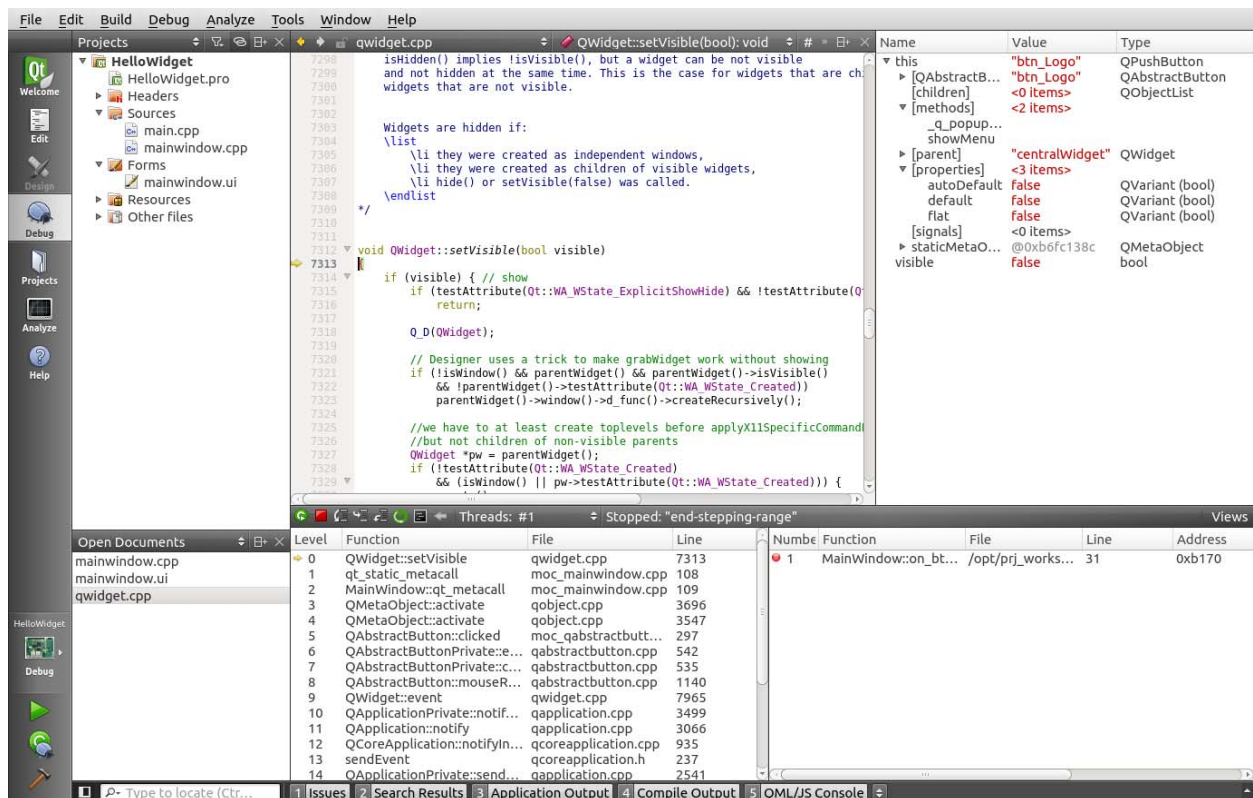 File Edit Build Debug Analyze Tools Window Help
Projects
qwidget.cpp
QWidget::setVisible(bool): void
#
Name Value Type
Welcome
Edit
Design
Debug
Projects
Analyze
Help
HelloWidget
Debug
HelloWidget
HelloWidget.pro
Headers
Sources
main.cpp
mainwindow.cpp
Forms
mainwindow.ui
Resources
Other files
7298 isHidden() implies !isVisible(), but a widget can be not visible
7299 and not hidden at the same time. This is the case for widgets that are chi
7300 widgets that are not visible.
7301
7302
7303 Widgets are hidden if:
7304 \list
7305 \li they were created as independent windows,
7306 \li they were created as children of visible widgets,
7307 \li hide() or setVisible(false) was called.
7308 \endlist
7309 */
7310
7311
7312 void QWidget::setVisible(bool visible)
7313 {
7314 if (visible) { // show
7315 if (testAttribute(Qt::WA_WState_ExplicitShowHide) && !testAttribute(Q
7316 return;
7317
7318 Q_D(QWidget);
7319
7320 // Designer uses a trick to make grabWidget work without showing
7321 if (!isWindow() && parentWidget() && parentWidget()->isVisible()
7322 && !parentWidget()->testAttribute(Qt::WA_WState_Created))
7323 parentWidget()->window()->d_func()->createRecursively();
7324
7325 //we have to at least create toplevels before applyX11SpecificCommand
7326 //but not children of non-visible parents
7327 QWidget *pw = parentWidget();
7328 if (!testAttribute(Qt::WA_WState_Created)
7329 && (isWindow() || pw->testAttribute(Qt::WA_WState_Created))) {
this "btn_Logo" QPushButton
[QAbstractB... "btn_Logo" QAbstractButton
[children] <0 items> QObjectList
[methods] <2 items>
_q_popup...
showMenu
[parent] "centralWidget" QWidget
[properties] <3 items>
autoDefault false QVariant (bool)
default false QVariant (bool)
flat false QVariant (bool)
[signals] <0 items>
staticMetaO... @0xb6fc138c QMetaObject
visible false bool
Threads: #1 Stopped: "end-stepping-range" Views
Open Documents
mainwindow.cpp
mainwindow.ui
qwidget.cpp
Level Function File Line
0 QWidget::setVisible qwidget.cpp 7313
1 qt_static_metacall moc_mainwindow.cpp 108
2 MainWindow::qt_metacall moc_mainwindow.cpp 109
3 QMetaObject::activate qobject.cpp 3696
4 QMetaObject::activate qobject.cpp 3547
5 QAbstractButton::clicked moc_qabstractbutt... 297
6 QAbstractButtonPrivate::e... qabstractbutton.cpp 542
7 QAbstractButtonPrivate::c... qabstractbutton.cpp 535
8 QAbstractButton::mouseR... qabstractbutton.cpp 1140
9 QWidget::event qwidget.cpp 7965
10 QApplicationPrivate::notif... qapplication.cpp 3499
11 QApplication::notify qapplication.cpp 3066
12 QCoreApplication::notifyIn... qcoreapplication.cpp 935
13 sendEvent qcoreapplication.h 237
14 QApplicationPrivate::send... qapplication.cpp 2541
Numbe Function File Line Address
1 MainWindow::on_bt... /opt/prj_works... 31 0xb170
Type to locate (Ctr...
1 Issues 2 Search Results 3 Application Output 4 Compile Output 5 QML/JS Console